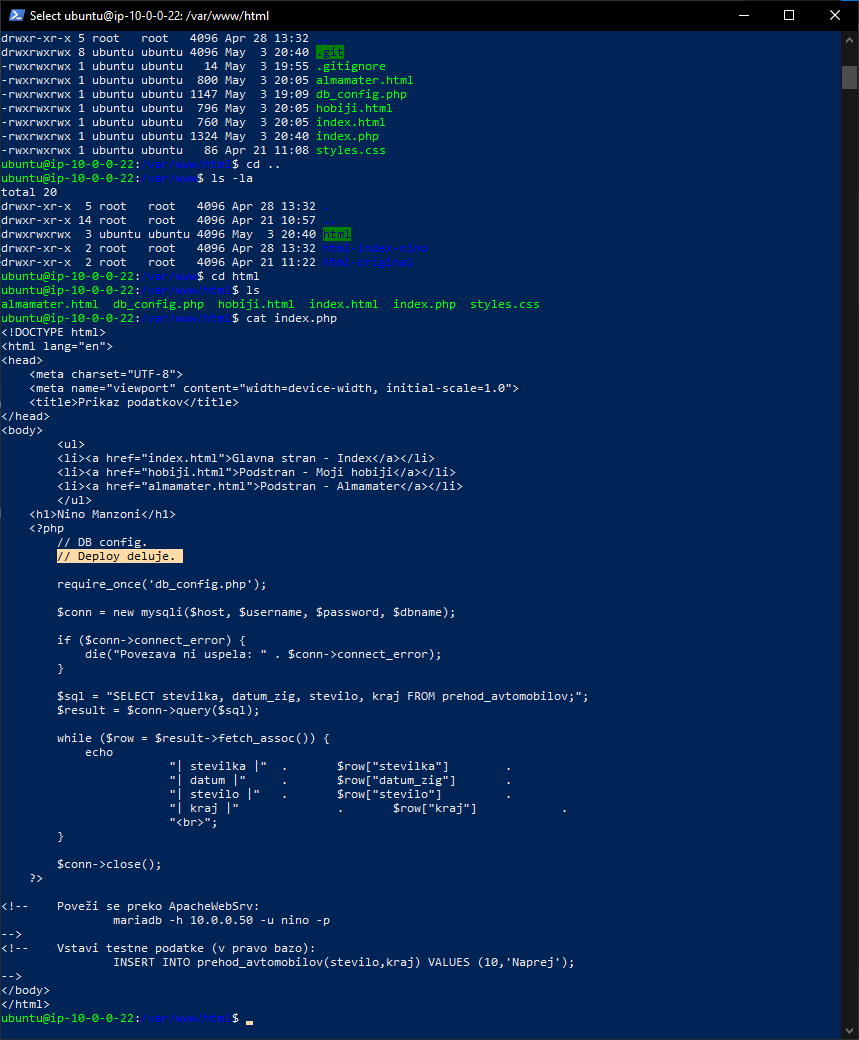 Select ubuntu@ip-10-0-0-22: /var/www/html
drwxr-xr-x 5 root   root   4096 Apr 28 13:32
drwxrwxrwx 8 ubuntu ubuntu 4096 May  3 20:40 .git
-rwxrwxrwx 1 ubuntu ubuntu   14 May  3 19:55 .gitignore
-rwxrwxrwx 1 ubuntu ubuntu  800 May  3 20:05 almamater.html
-rwxrwxrwx 1 ubuntu ubuntu 1147 May  3 19:09 db_config.php
-rwxrwxrwx 1 ubuntu ubuntu  796 May  3 20:05 hobiji.html
-rwxrwxrwx 1 ubuntu ubuntu  760 May  3 20:05 index.html
-rwxrwxrwx 1 ubuntu ubuntu 1324 May  3 20:40 index.php
-rwxrwxrwx 1 ubuntu ubuntu   86 Apr 21 11:08 styles.css
ubuntu@ip-10-0-0-22:/var/www/html$ cd ..
ubuntu@ip-10-0-0-22:/var/www$ ls -la
total 20
drwxr-xr-x  5 root   root   4096 Apr 28 13:32 .
drwxr-xr-x 14 root   root   4096 Apr 21 10:57 ..
drwxrwxrwx  3 ubuntu ubuntu 4096 May  3 20:40 html
drwxr-xr-x  2 root   root   4096 Apr 28 13:32 html-index-nino
drwxr-xr-x  2 root   root   4096 Apr 21 11:22 html-original
ubuntu@ip-10-0-0-22:/var/www$ cd html
ubuntu@ip-10-0-0-22:/var/www/html$ ls
almamater.html  db_config.php  hobiji.html  index.html  index.php  styles.css
ubuntu@ip-10-0-0-22:/var/www/html$ cat index.php
<!DOCTYPE html>
<html lang="en">
<head>
    <meta charset="UTF-8">
    <meta name="viewport" content="width=device-width, initial-scale=1.0">
    <title>Prikaz podatkov</title>
</head>
<body>
        <ul>
        <li><a href="index.html">Glavna stran - Index</a></li>
        <li><a href="hobiji.html">Podstran - Moji hobiji</a></li>
        <li><a href="almamater.html">Podstran - Almamater</a></li>
        </ul>
    <h1>Nino Manzoni</h1>
    <?php
        // DB config.
        // Deploy deluje.
        require_once('db_config.php');
        $conn = new mysqli($host, $username, $password, $dbname);
        if ($conn->connect_error) {
            die("Povezava ni uspela: " . $conn->connect_error);
        }
        $sql = "SELECT stevilka, datum_zig, stevilo, kraj FROM prehod_avtomobilov;";
        $result = $conn->query($sql);
        while ($row = $result->fetch_assoc()) {
            echo
                        "| stevilka |"  .       $row["stevilka"]        .
                        "| datum |"     .       $row["datum_zig"]       .
                        "| stevilo |"   .       $row["stevilo"]         .
                        "| kraj |"              .       $row["kraj"]            .
                        "<br>";
        }
        $conn->close();
    ?>
<!--    Poveži se preko ApacheWebSrv:
                mariadb -h 10.0.0.50 -u nino -p
-->
<!--    Vstavi testne podatke (v pravo bazo):
                INSERT INTO prehod_avtomobilov(stevilo,kraj) VALUES (10,'Naprej');
-->
</body>
</html>
ubuntu@ip-10-0-0-22:/var/www/html$